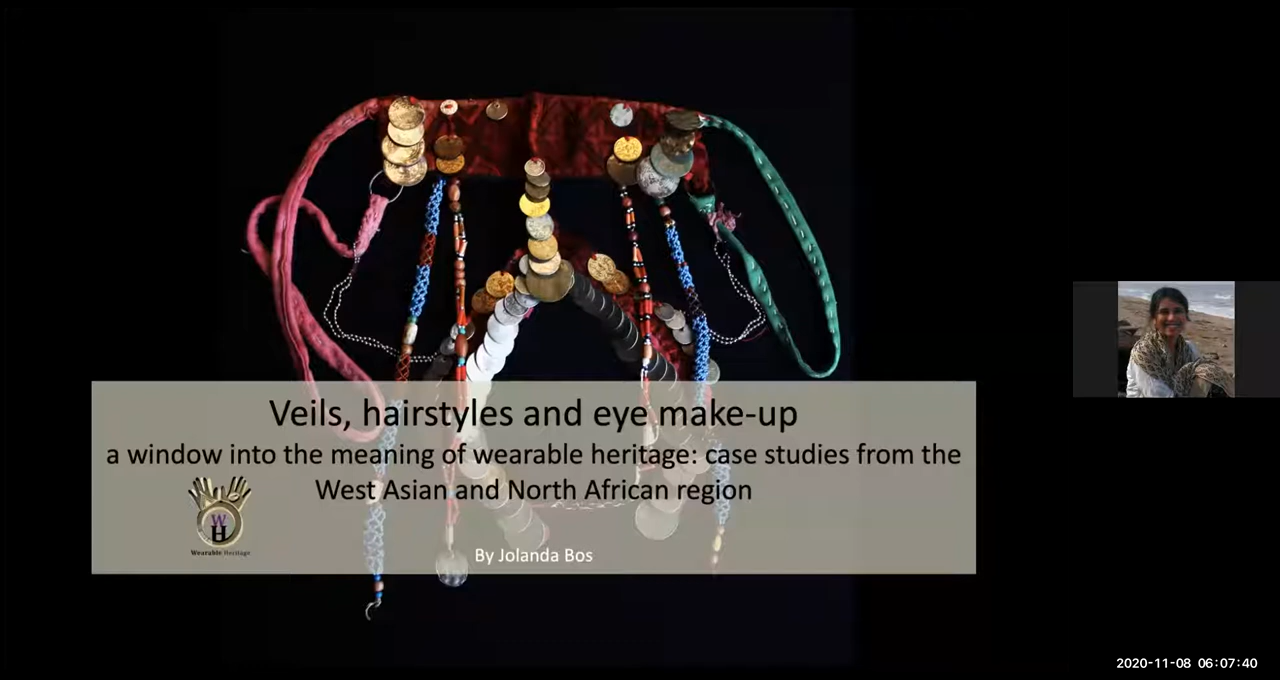 Veils, hairstyles and eye make-up
a window into the meaning of wearable heritage: case studies from the
West Asian and North African region
W
H
Wearable Heritage
By Jolanda Bos
2020-11-08 06:07:40